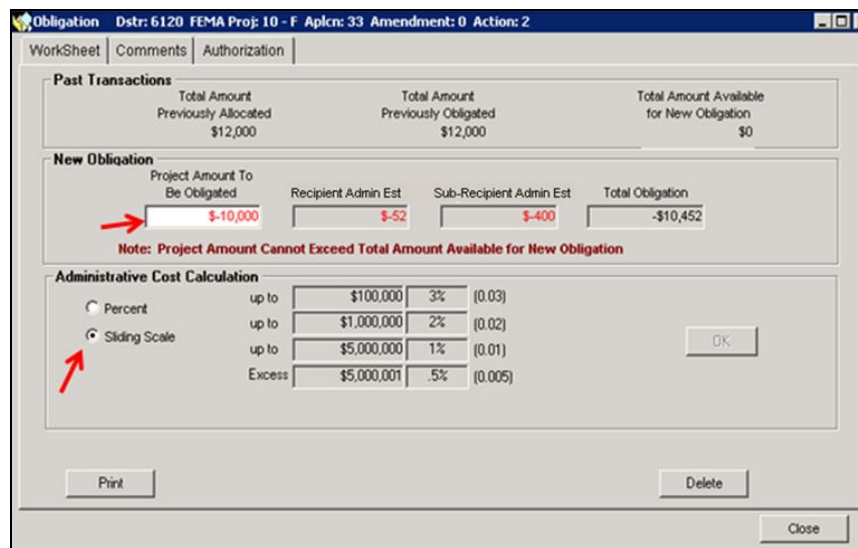 Obligation Dstr: 6120 FEMA Proj: 10 - F Aplcn: 33 Amendment: 0 Action: 2
WorkSheet Comments Authorization
Past Transactions
Total Amount Total Amount Total Amount Available
Previously Allocated Previously Obligated for New Obligation
$12,000 $12,000 $0
New Obligation
Project Amount To
Be Obligated Recipient Admin Est Sub-Recipient Admin Est Total Obligation
$-10,000 $-52 $-400 -$10,452
Note: Project Amount Cannot Exceed Total Amount Available for New Obligation
Administrative Cost Calculation
Percent
Sliding Scale
up to $100,000 3% (0.03)
up to $1,000,000 2% (0.02)
up to $5,000,000 1% (0.01)
Excess $5,000,001 .5% (0.005)
OK
Print Delete
Close